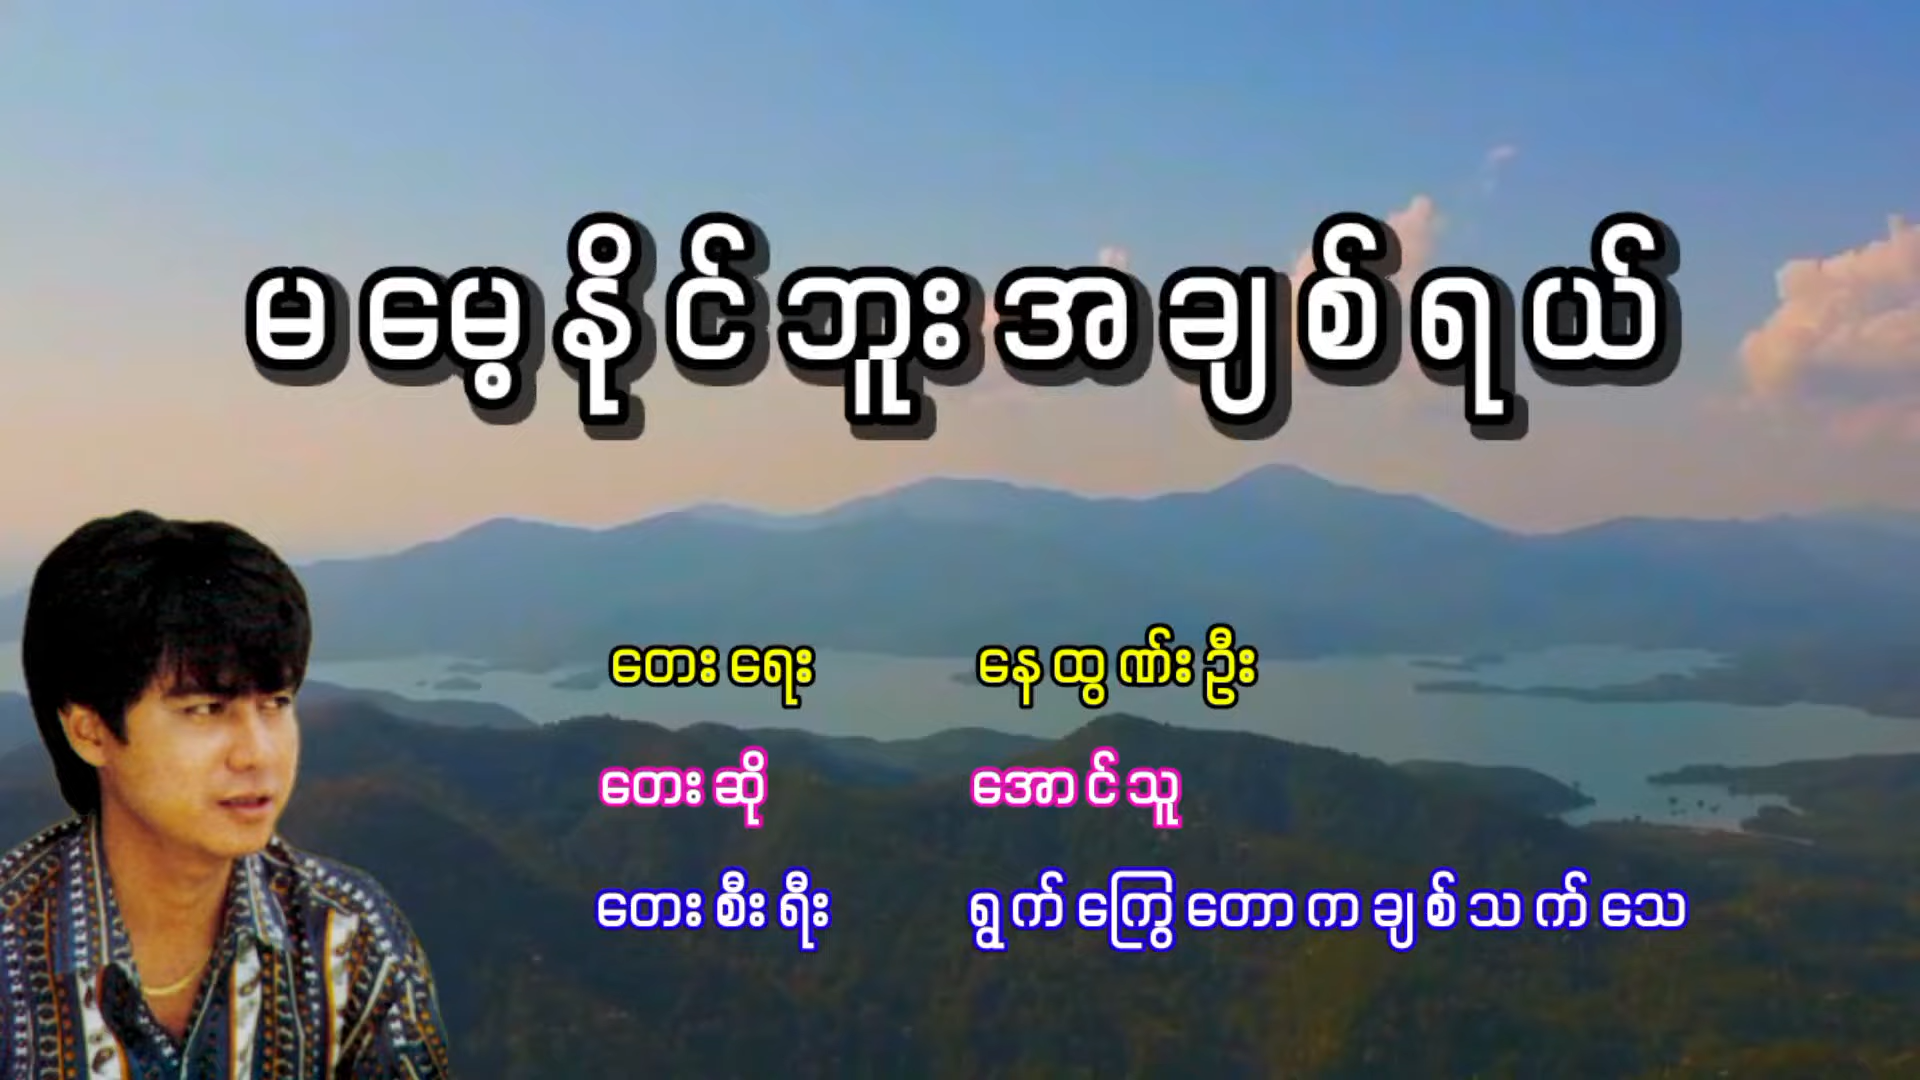 မမေ့နိုင်ဘူးအချစ်ရယ်
တေးရေး နေထွဏ်းဦး
တေးဆို အောင်သူ
တေးစီးရီး ရွက်ကြွေတောကချစ်သက်သေ